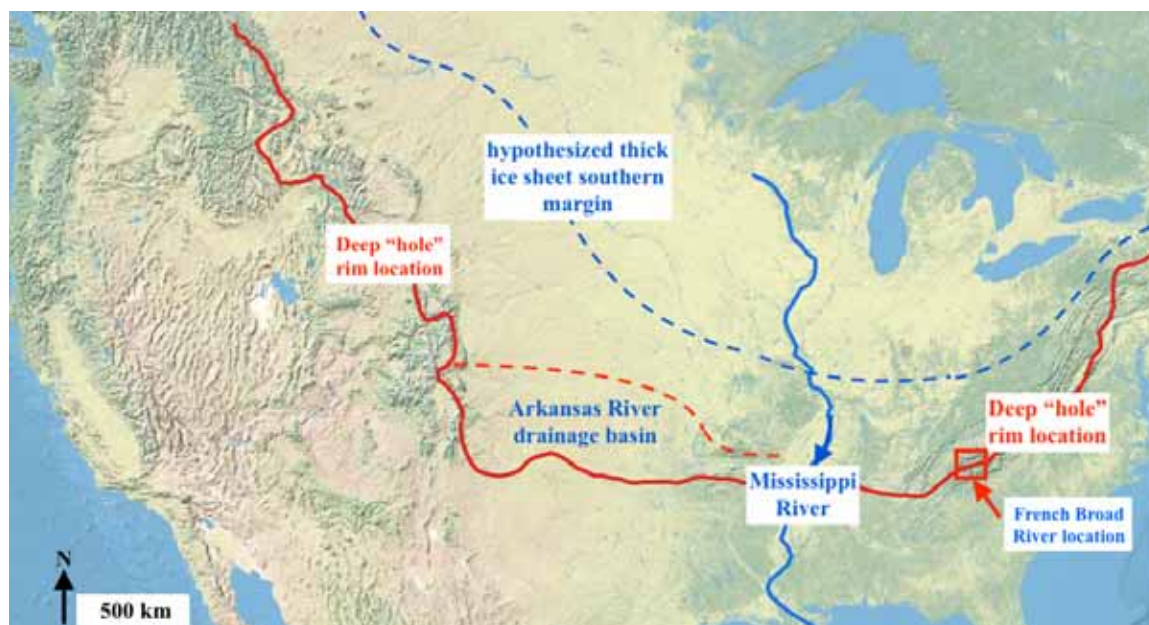 hypothesized thick
ice sheet southern
margin
Deep “hole”
rim location
Arkansas River
drainage basin
Deep “hole”
rim location
Mississippi
River
French Broad
River location
N
500 km